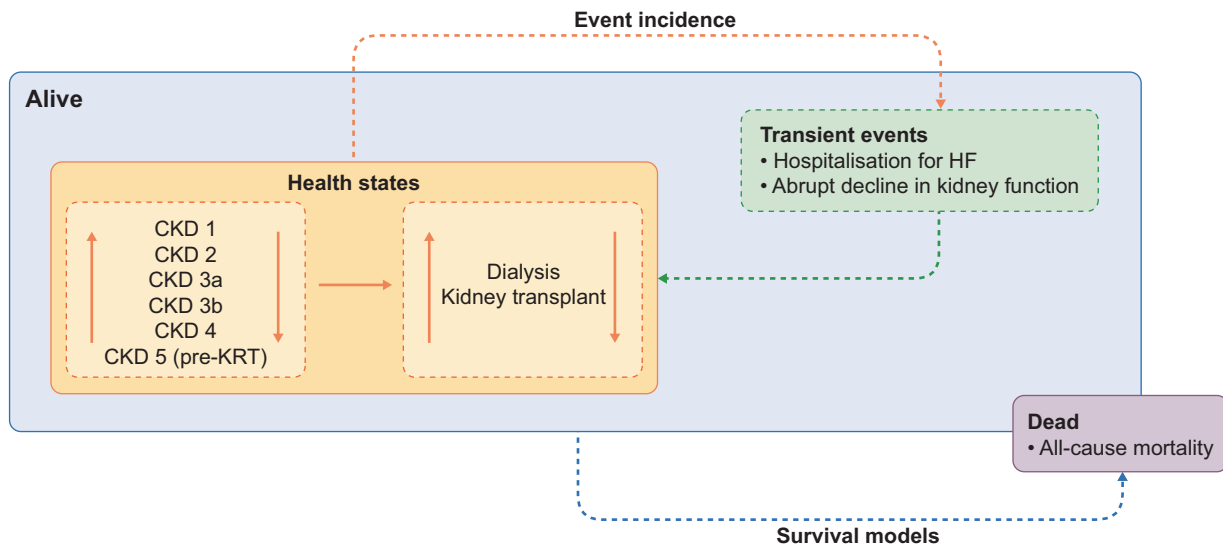 Event incidence
Alive
Transient events
• Hospitalisation for HF
• Abrupt decline in kidney function
Health states
CKD 1
CKD 2
CKD 3a
CKD 3b
CKD 4
CKD 5 (pre-KRT)
Dialysis
Kidney transplant
Dead
• All-cause mortality
Survival models